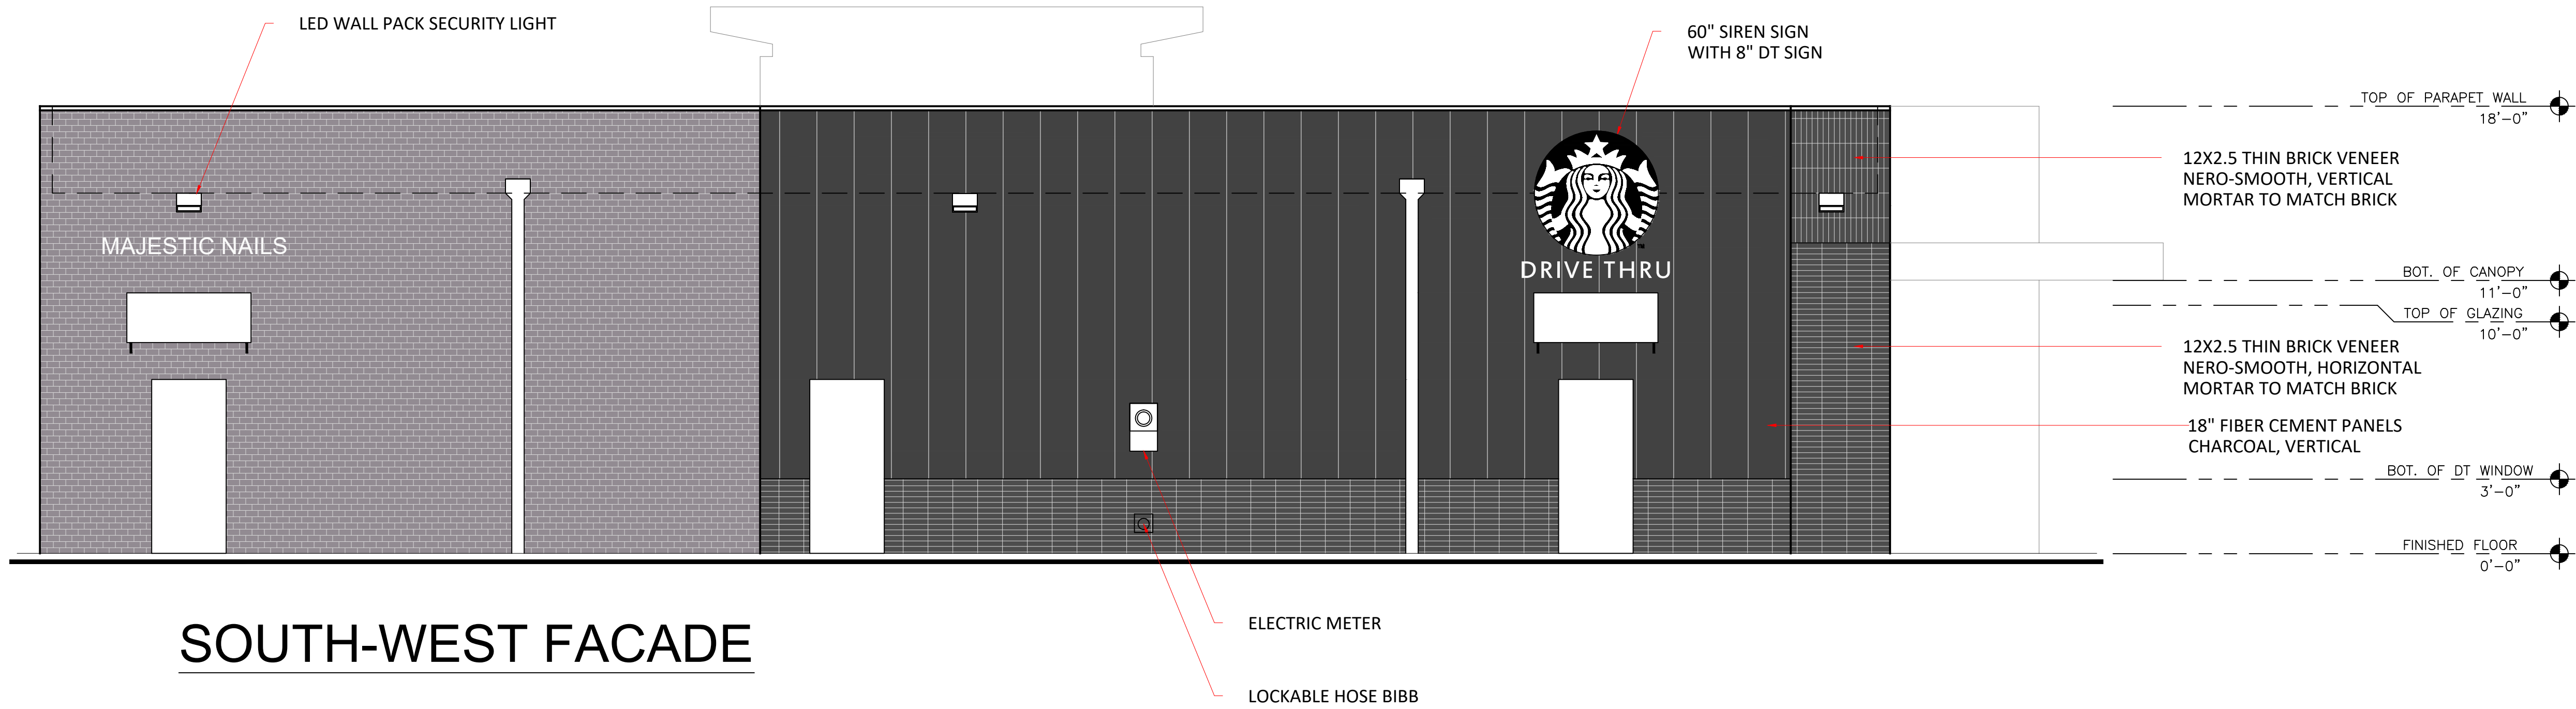 LED WALL PACK SECURITY LIGHT
60" SIREN SIGN
WITH 8" DT SIGN
TOP OF PARAPET WALL
18'-0"
12X2.5 THIN BRICK VENEER
NERO-SMOOTH, VERTICAL
MORTAR TO MATCH BRICK
MAJESTIC NAILS
DRIVE THRU
TM
BOT. OF CANOPY
11'-0"
TOP OF GLAZING
10'-0"
12X2.5 THIN BRICK VENEER
NERO-SMOOTH, HORIZONTAL
MORTAR TO MATCH BRICK
18" FIBER CEMENT PANELS
CHARCOAL, VERTICAL
BOT. OF DT WINDOW
3'-0"
FINISHED FLOOR
0'-0"
ELECTRIC METER
SOUTH-WEST FACADE
LOCKABLE HOSE BIBB